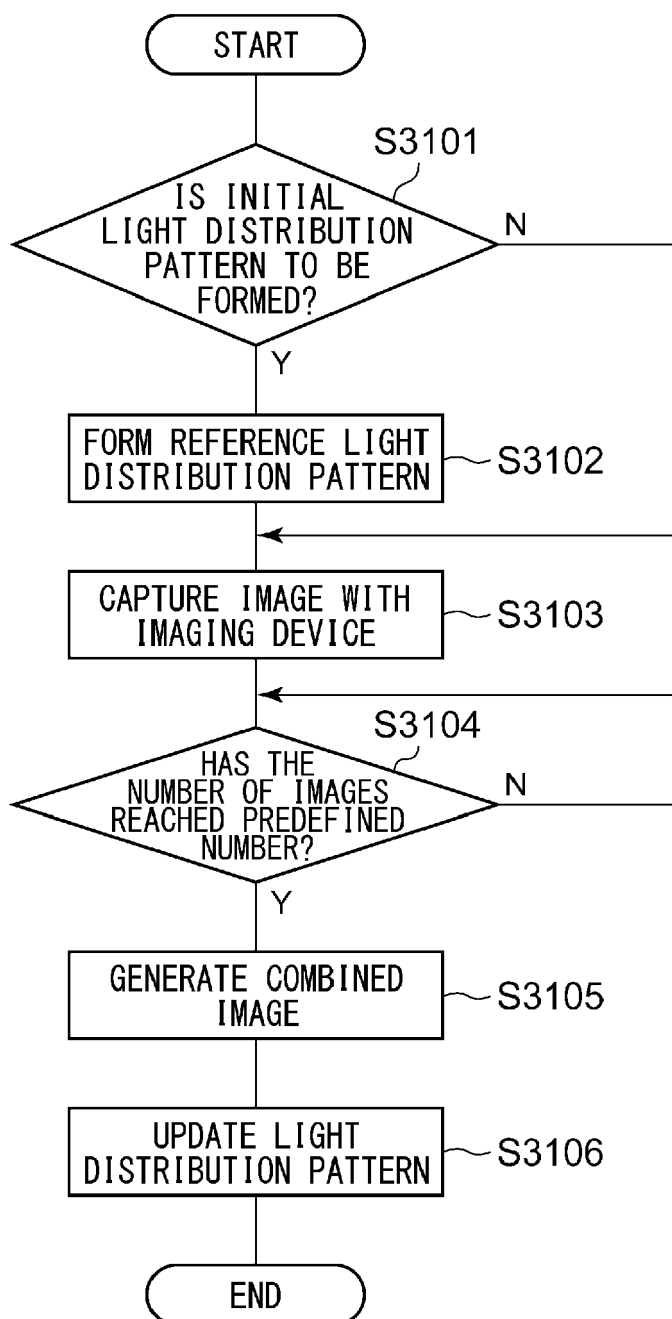 START
S3101
IS INITIAL
LIGHT DISTRIBUTION
PATTERN TO BE
FORMED?
N
Y
FORM REFERENCE LIGHT
DISTRIBUTION PATTERN
S3102
CAPTURE IMAGE WITH
IMAGING DEVICE
S3103
S3104
HAS THE
NUMBER OF IMAGES
REACHED PREDEFINED
NUMBER?
N
Y
GENERATE COMBINED
IMAGE
S3105
UPDATE LIGHT
DISTRIBUTION PATTERN
S3106
END